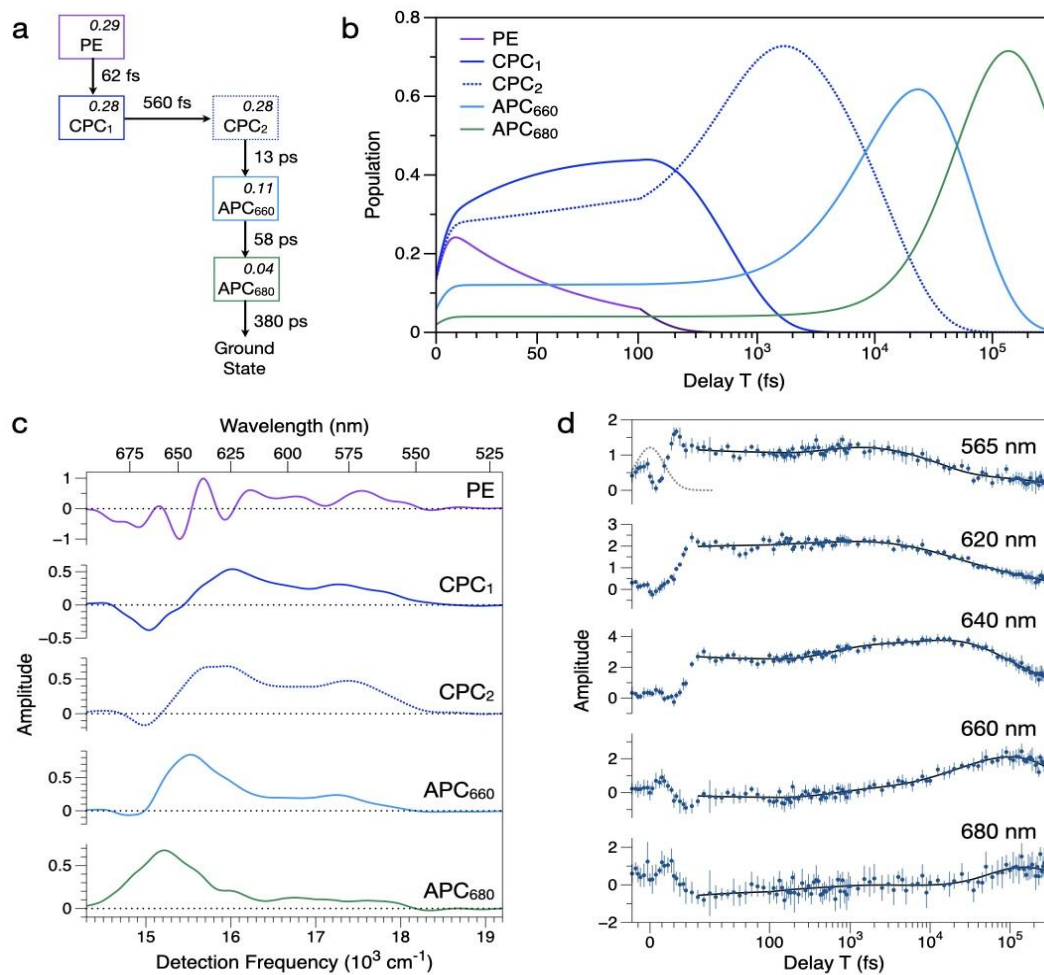 a
0.29
PE
62 fs
0.28
CPC₁
560 fs
0.28
CPC₂
13 ps
0.11
APC₆₆₀
58 ps
0.04
APC₆₈₀
380 ps
Ground
State
b
PE
CPC₁
CPC₂
APC₆₆₀
APC₆₈₀
0.8
0.6
0.4
0.2
0
Population
0 50 100 10³ 10⁴ 10⁵
Delay T (fs)
c
Wavelength (nm)
675 650 625 600 575 550 525
PE
1
0
−1
CPC₁
0.5
0
−0.5
CPC₂
0.5
0
APC₆₆₀
0.5
0
APC₆₈₀
0.5
0
Amplitude
15 16 17 18 19
Detection Frequency (10³ cm⁻¹)
d
565 nm
2
1
0
620 nm
3
2
1
0
640 nm
4
2
0
660 nm
2
0
680 nm
2
0
−2
Amplitude
0 100 10³ 10⁴ 10⁵
Delay T (fs)